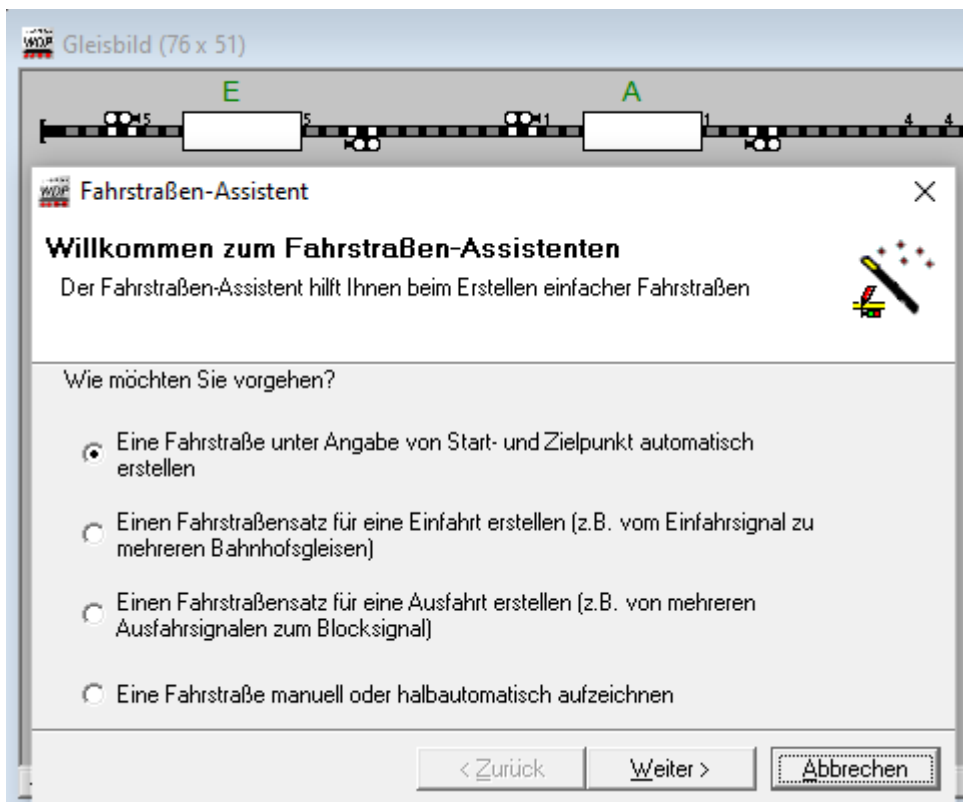 WDP Gleisbild (76 x 51)
E A
5 5 1 1 4 4
WDP Fahrstraßen-Assistent
Willkommen zum Fahrstraßen-Assistenten
Der Fahrstraßen-Assistent hilft Ihnen beim Erstellen einfacher Fahrstraßen
Wie möchten Sie vorgehen?
Eine Fahrstraße unter Angabe von Start- und Zielpunkt automatisch
erstellen
Einen Fahrstraßensatz für eine Einfahrt erstellen (z.B. vom Einfahrsignal zu
mehreren Bahnhofsgleisen)
Einen Fahrstraßensatz für eine Ausfahrt erstellen (z.B. von mehreren
Ausfahrsignalen zum Blocksignal)
Eine Fahrstraße manuell oder halbautomatisch aufzeichnen
< Zurück Weiter > Abbrechen